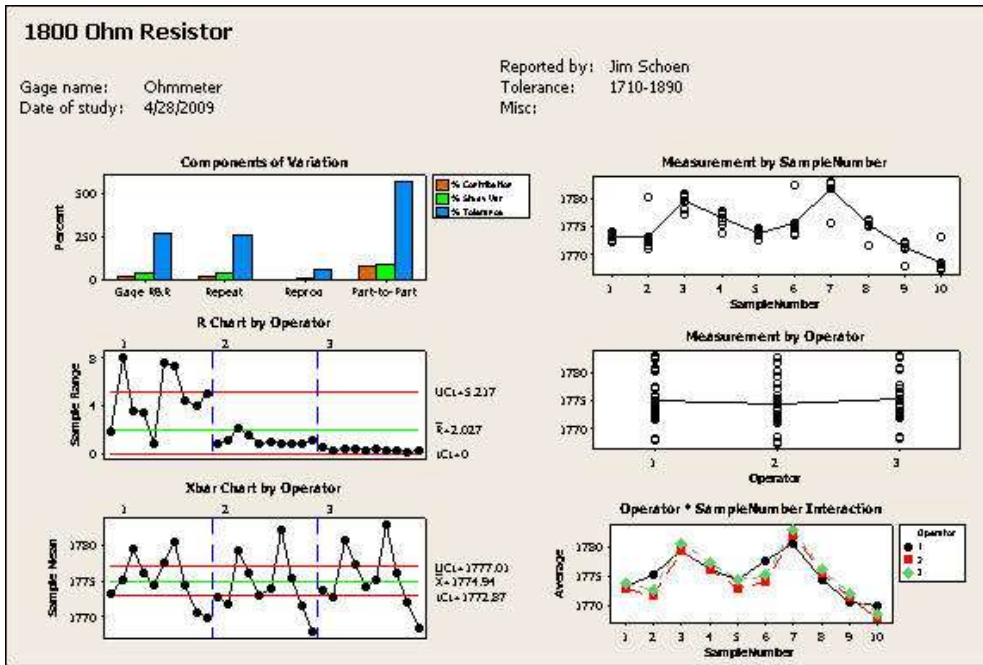 1800 Ohm Resistor
Gage name: Ohmmeter
Date of study: 4/28/2009
Reported by: Jim Schoen
Tolerance: 1710-1890
Misc:
Components of Variation
Percent
500
250
0
Gage R&R Repeat Reprod Part-to-Part
% Contribution
% Study Var
% Tolerance
R Chart by Operator
1 2 3
Sample Range
8
4
0
UCL=5.217
R=2.027
LCL=0
Xbar Chart by Operator
1 2 3
Sample Mean
1780
1775
1770
UCL=1777.01
X=1774.94
LCL=1772.87
Measurement by SampleNumber
1780
1775
1770
1 2 3 4 5 6 7 8 9 10
SampleNumber
Measurement by Operator
1780
1775
1770
1 2 3
Operator
Operator * SampleNumber Interaction
Average
1780
1775
1770
1 2 3 4 5 6 7 8 9 10
SampleNumber
Operator
1
2
3